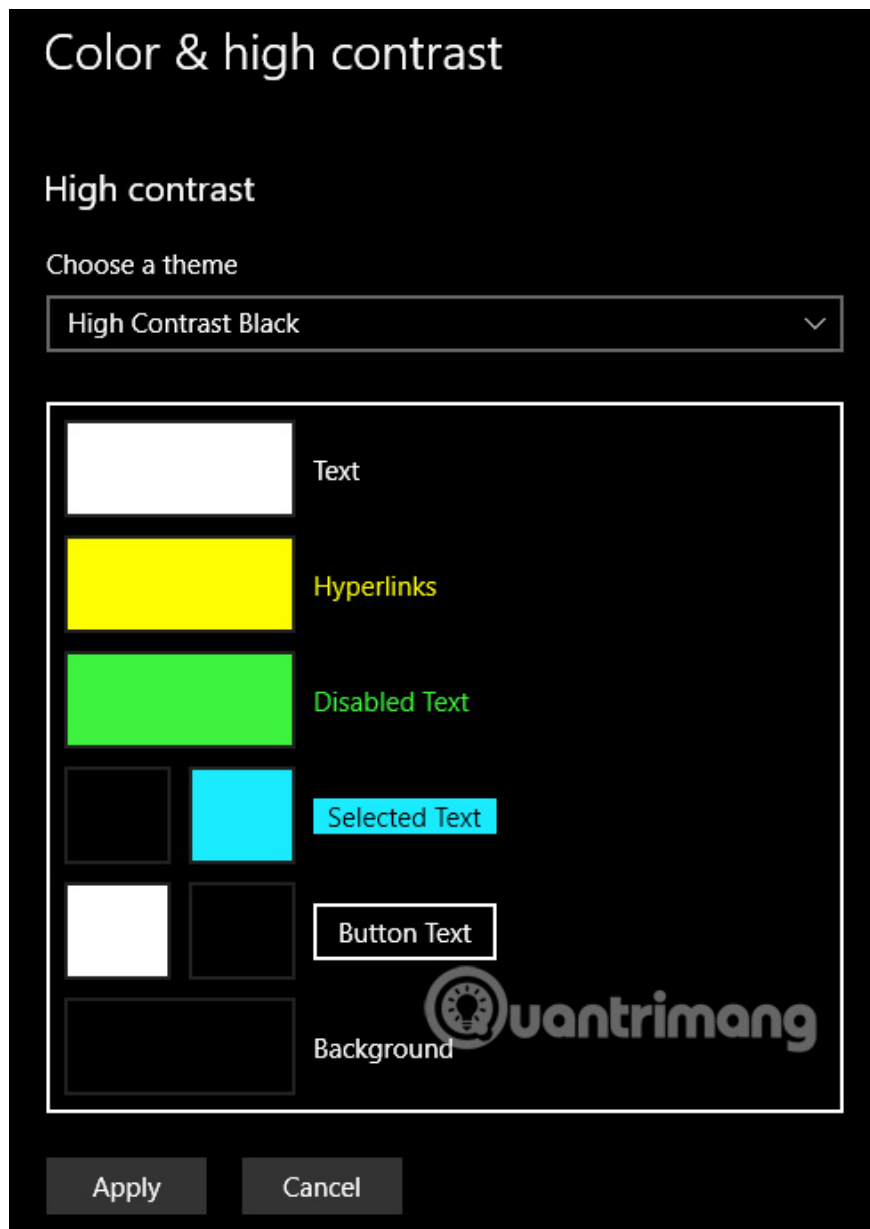 Color & high contrast
High contrast
Choose a theme
High Contrast Black
Text
Hyperlinks
Disabled Text
Selected Text
Button Text
Quantrimang
Background
Apply
Cancel